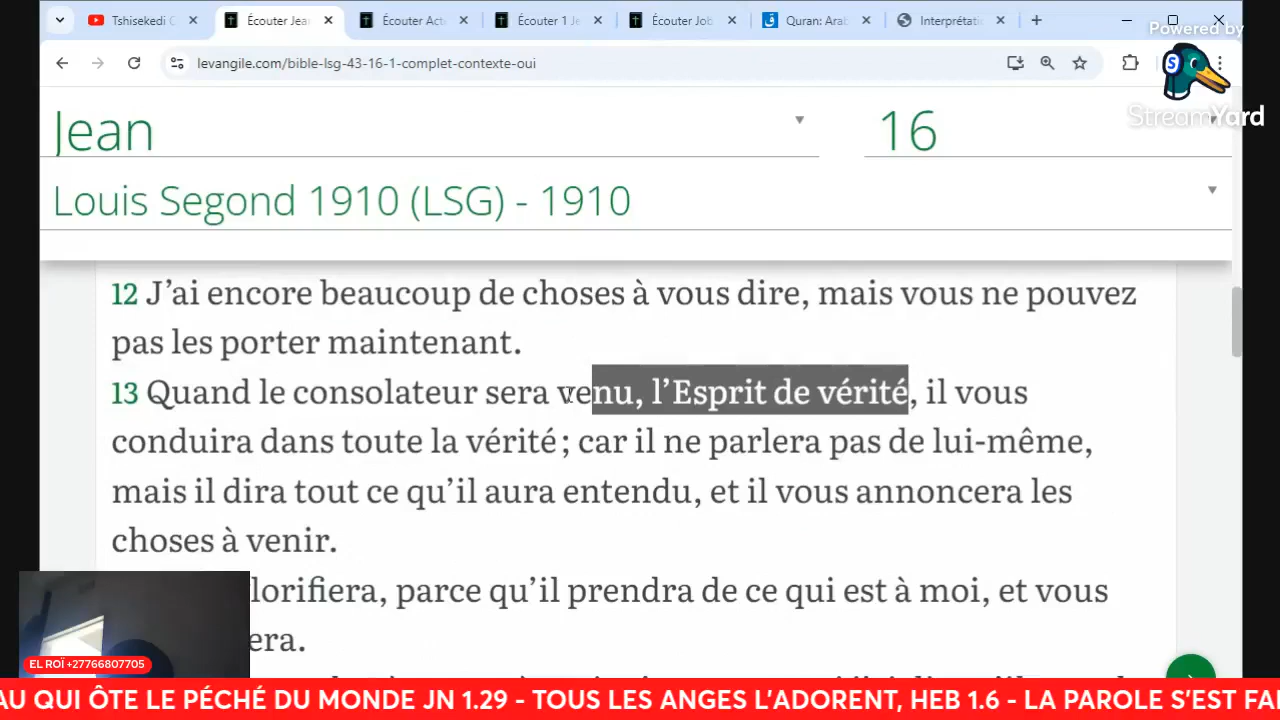 Tshisekedi C
Écouter Jea
Écouter Act
Écouter 1 Je
Écouter Job
Quran: Arab
Interprétati
Powered by
levangile.com/bible-lsg-43-16-1-complet-contexte-oui
StreamYard
Jean
16
Louis Segond 1910 (LSG) - 1910
12 J’ai encore beaucoup de choses à vous dire, mais vous ne pouvez
pas les porter maintenant.
13 Quand le consolateur sera venu, l’Esprit de vérité, il vous
conduira dans toute la vérité ; car il ne parlera pas de lui-même,
mais il dira tout ce qu’il aura entendu, et il vous annoncera les
choses à venir.
lorifiera, parce qu’il prendra de ce qui est à moi, et vous
era.
EL ROÏ +27766807705
AU QUI ÔTE LE PÉCHÉ DU MONDE JN 1.29 - TOUS LES ANGES L’ADORENT, HEB 1.6 - LA PAROLE S’EST FAI